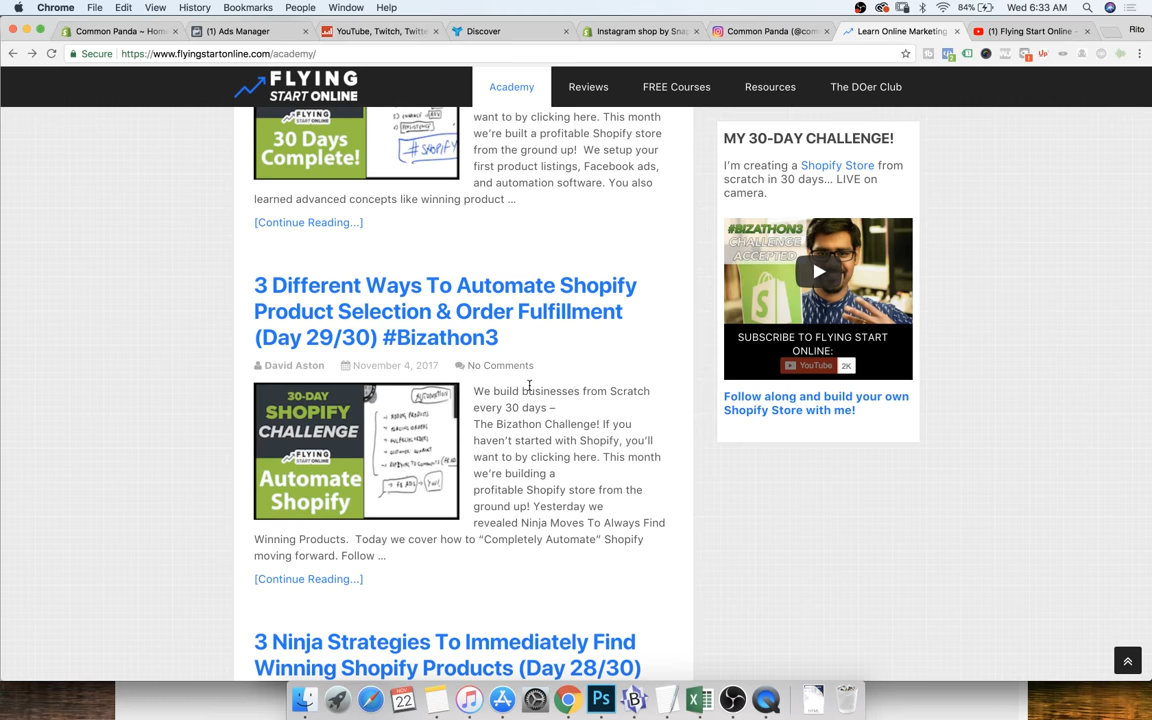 Chrome File Edit View History Bookmarks People Window Help
84% Wed 6:33 AM
Common Panda ~ Hom
(1) Ads Manager
YouTube, Twitch, Twitte
Discover
Instagram shop by Snap
Common Panda (@com
Learn Online Marketing
(1) Flying Start Online -
Rito
Secure https://www.flyingstartonline.com/academy/
FLYING
START ONLINE
Academy
Reviews
FREE Courses
Resources
The DOer Club
FLYING
START ONLINE
30 Days
Complete!
#SHOPIFY
want to by clicking here. This month
we're built a profitable Shopify store
from the ground up! We setup your
first product listings, Facebook ads,
and automation software. You also
learned advanced concepts like winning product ...
[Continue Reading...]
3 Different Ways To Automate Shopify
Product Selection & Order Fulfillment
(Day 29/30) #Bizathon3
David Aston
November 4, 2017
No Comments
30-DAY
SHOPIFY
CHALLENGE
FLYING
START ONLINE
Automate
Shopify
We build businesses from Scratch
every 30 days –
The Bizathon Challenge! If you
haven't started with Shopify, you'll
want to by clicking here. This month
we're building a
profitable Shopify store from the
ground up! Yesterday we
revealed Ninja Moves To Always Find
Winning Products. Today we cover how to "Completely Automate" Shopify
moving forward. Follow ...
[Continue Reading...]
3 Ninja Strategies To Immediately Find
Winning Shopify Products (Day 28/30)
MY 30-DAY CHALLENGE!
I'm creating a Shopify Store from
scratch in 30 days... LIVE on
camera.
#BIZATHON3
CHALLENGE
ACCEPTED
SUBSCRIBE TO FLYING START
ONLINE:
YouTube 2K
Follow along and build your own
Shopify Store with me!
NOV
22
Ps